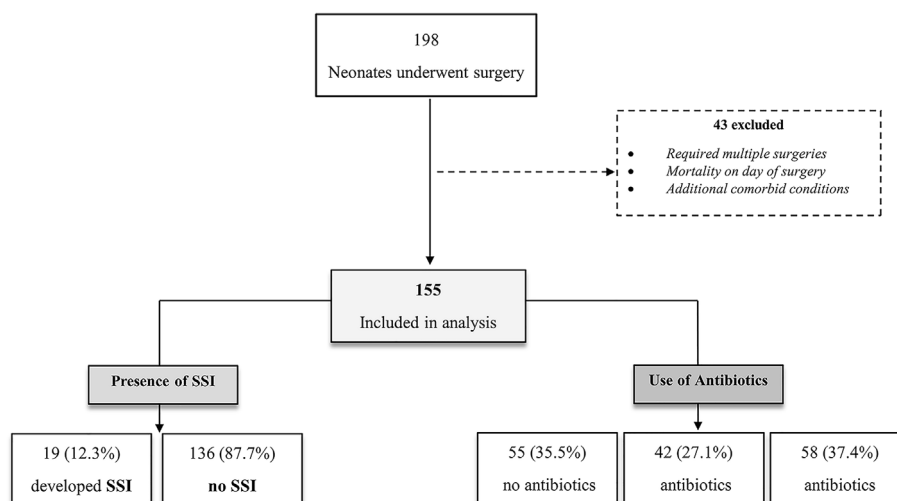 198
Neonates underwent surgery
43 excluded
• Required multiple surgeries
• Mortality on day of surgery
• Additional comorbid conditions
155
Included in analysis
Presence of SSI
Use of Antibiotics
19 (12.3%)
developed SSI
136 (87.7%)
no SSI
55 (35.5%)
no antibiotics
42 (27.1%)
antibiotics
58 (37.4%)
antibiotics